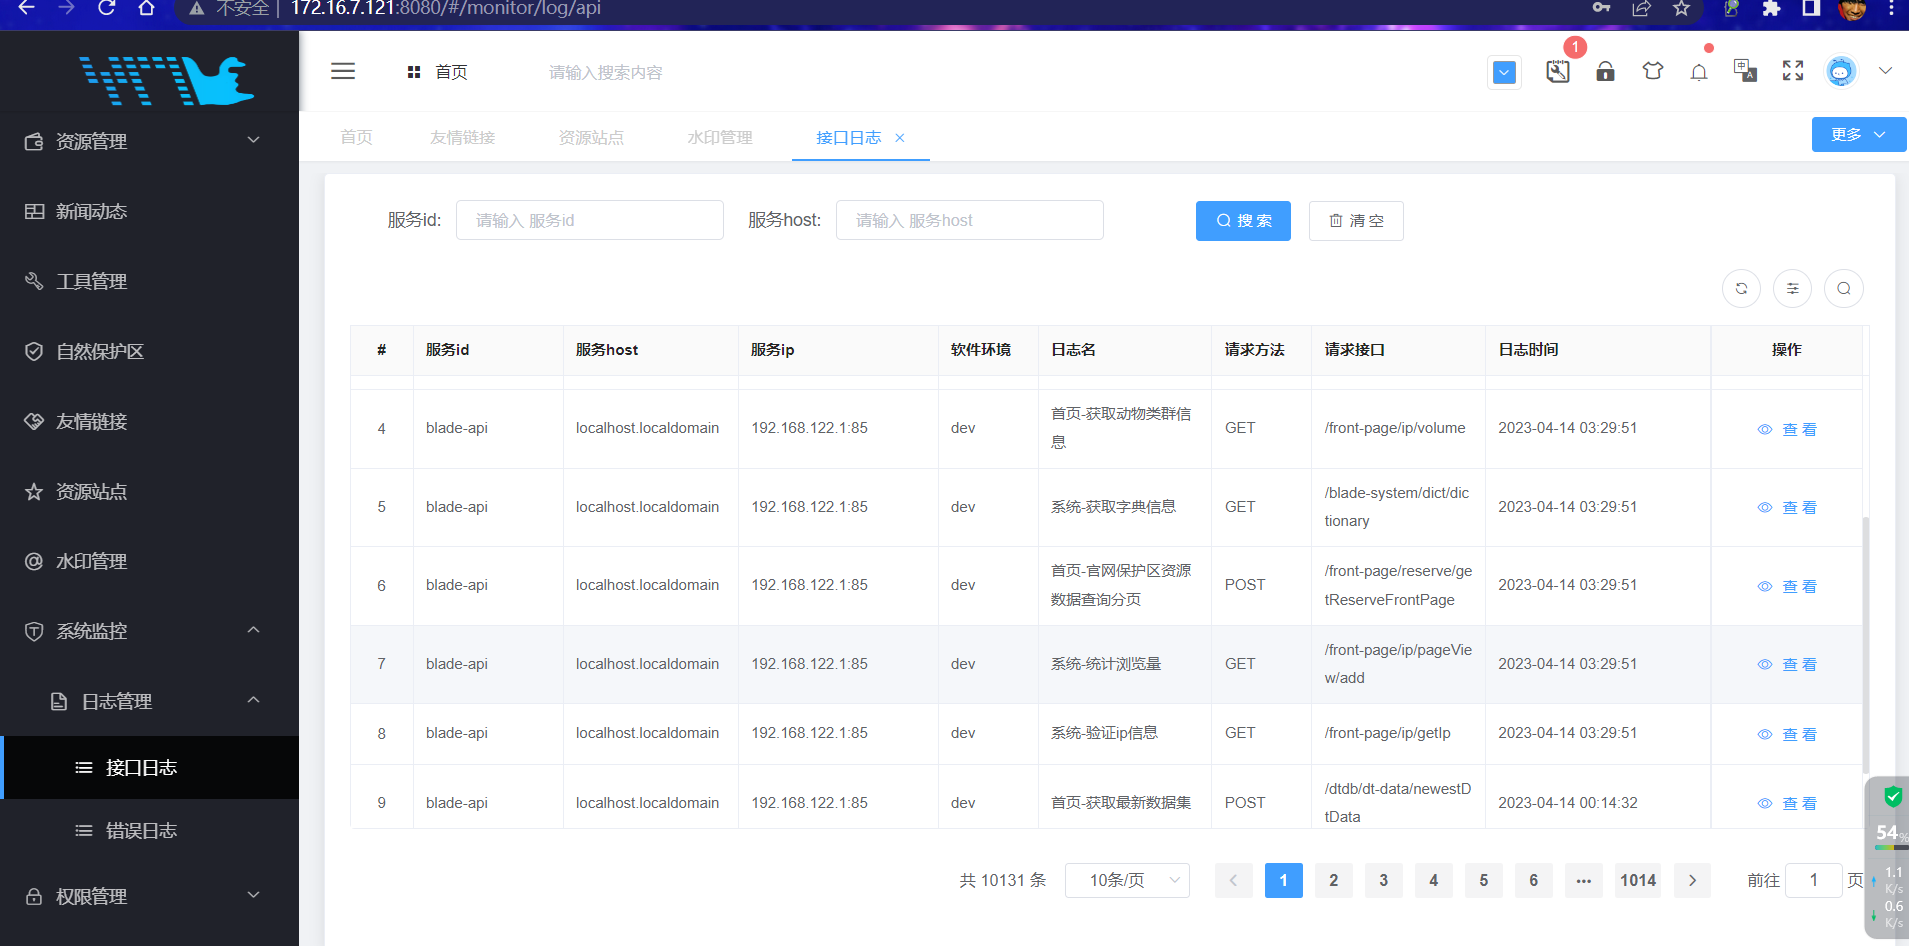 不安全 | 172.16.7.121:8080/#/monitor/log/api
首页
请输入搜索内容
1
中
A
资源管理
新闻动态
工具管理
自然保护区
友情链接
资源站点
水印管理
系统监控
日志管理
接口日志
错误日志
权限管理
首页 友情链接 资源站点 水印管理 接口日志 ×
更多
服务id: 请输入 服务id 服务host: 请输入 服务host 搜 索 清 空
# 服务id 服务host 服务ip 软件环境 日志名 请求方法 请求接口 日志时间 操作
4 blade-api localhost.localdomain 192.168.122.1:85 dev 首页-获取动物类群信
息 GET /front-page/ip/volume 2023-04-14 03:29:51 查 看
5 blade-api localhost.localdomain 192.168.122.1:85 dev 系统-获取字典信息 GET /blade-system/dict/dic
tionary 2023-04-14 03:29:51 查 看
6 blade-api localhost.localdomain 192.168.122.1:85 dev 首页-官网保护区资源
数据查询分页 POST /front-page/reserve/ge
tReserveFrontPage 2023-04-14 03:29:51 查 看
7 blade-api localhost.localdomain 192.168.122.1:85 dev 系统-统计浏览量 GET /front-page/ip/pageVie
w/add 2023-04-14 03:29:51 查 看
8 blade-api localhost.localdomain 192.168.122.1:85 dev 系统-验证ip信息 GET /front-page/ip/getIp 2023-04-14 03:29:51 查 看
9 blade-api localhost.localdomain 192.168.122.1:85 dev 首页-获取最新数据集 POST /dtdb/dt-data/newestD
tData 2023-04-14 00:14:32 查 看
共 10131 条 10条/页 < 1 2 3 4 5 6 ••• 1014 > 前往 1 页
54%
1.1
K/s
0.6
K/s